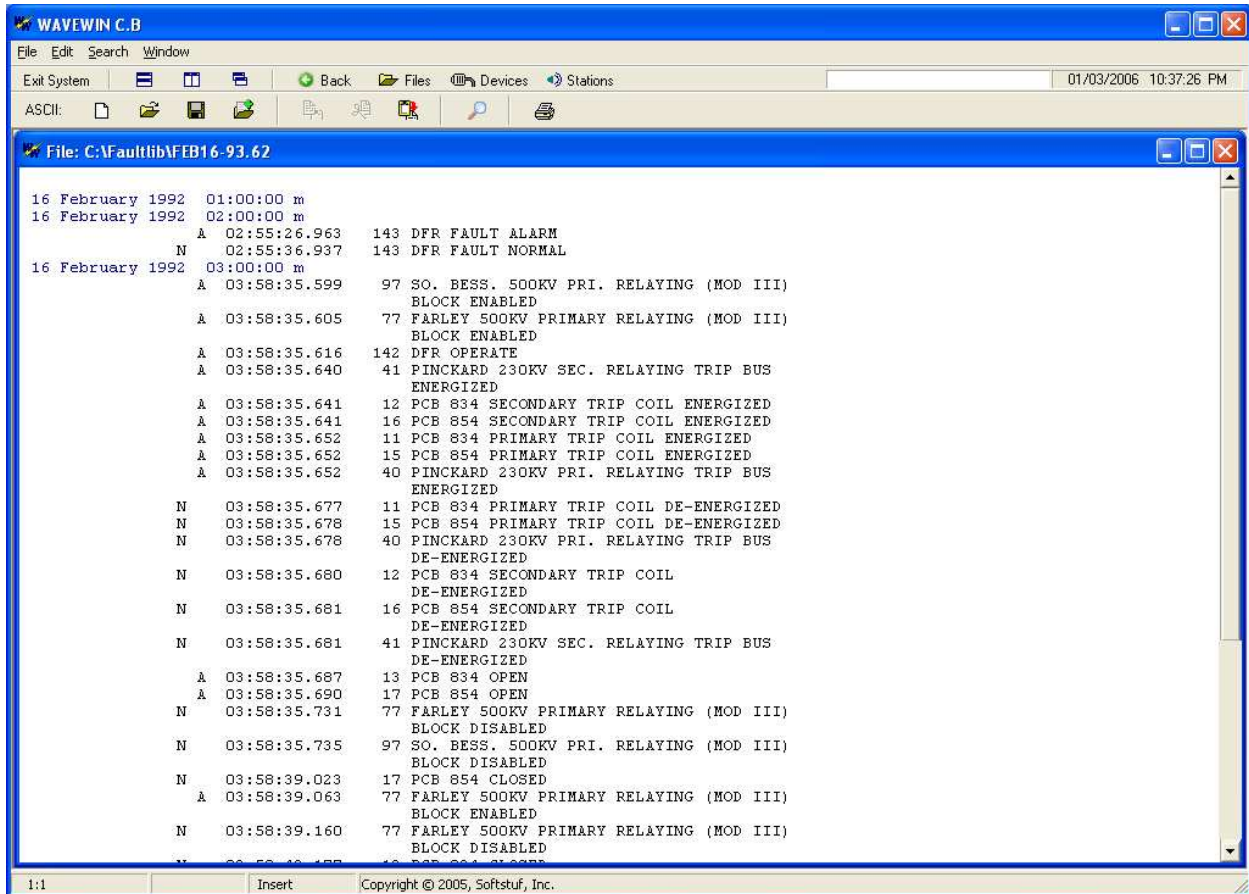 WAVEWIN C.B
File Edit Search Window
Exit System Back Files Devices Stations 01/03/2006 10:37:26 PM
ASCII:
File: C:\Faultlib\FEB16-93.62
16 February 1992 01:00:00 m
16 February 1992 02:00:00 m
A 02:55:26.963 143 DFR FAULT ALARM
N 02:55:36.937 143 DFR FAULT NORMAL
16 February 1992 03:00:00 m
A 03:58:35.599 97 SO. BESS. 500KV PRI. RELAYING (MOD III)
BLOCK ENABLED
A 03:58:35.605 77 FARLEY 500KV PRIMARY RELAYING (MOD III)
BLOCK ENABLED
A 03:58:35.616 142 DFR OPERATE
A 03:58:35.640 41 PINCKARD 230KV SEC. RELAYING TRIP BUS
ENERGIZED
A 03:58:35.641 12 PCB 834 SECONDARY TRIP COIL ENERGIZED
A 03:58:35.641 16 PCB 854 SECONDARY TRIP COIL ENERGIZED
A 03:58:35.652 11 PCB 834 PRIMARY TRIP COIL ENERGIZED
A 03:58:35.652 15 PCB 854 PRIMARY TRIP COIL ENERGIZED
A 03:58:35.652 40 PINCKARD 230KV PRI. RELAYING TRIP BUS
ENERGIZED
N 03:58:35.677 11 PCB 834 PRIMARY TRIP COIL DE-ENERGIZED
N 03:58:35.678 15 PCB 854 PRIMARY TRIP COIL DE-ENERGIZED
N 03:58:35.678 40 PINCKARD 230KV PRI. RELAYING TRIP BUS
DE-ENERGIZED
N 03:58:35.680 12 PCB 834 SECONDARY TRIP COIL
DE-ENERGIZED
N 03:58:35.681 16 PCB 854 SECONDARY TRIP COIL
DE-ENERGIZED
N 03:58:35.681 41 PINCKARD 230KV SEC. RELAYING TRIP BUS
DE-ENERGIZED
A 03:58:35.687 13 PCB 834 OPEN
A 03:58:35.690 17 PCB 854 OPEN
N 03:58:35.731 77 FARLEY 500KV PRIMARY RELAYING (MOD III)
BLOCK DISABLED
N 03:58:35.735 97 SO. BESS. 500KV PRI. RELAYING (MOD III)
BLOCK DISABLED
N 03:58:39.023 17 PCB 854 CLOSED
A 03:58:39.063 77 FARLEY 500KV PRIMARY RELAYING (MOD III)
BLOCK ENABLED
N 03:58:39.160 77 FARLEY 500KV PRIMARY RELAYING (MOD III)
BLOCK DISABLED
1:1 Insert Copyright © 2005, Softstuf, Inc.